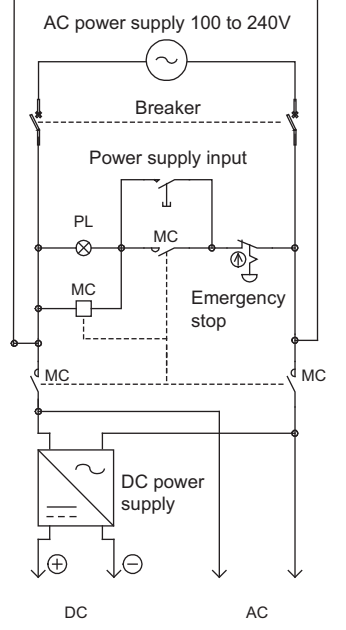 AC power supply 100 to 240V
Breaker
Power supply input
PL
MC
MC
Emergency
stop
MC
MC
DC power
supply
DC
AC